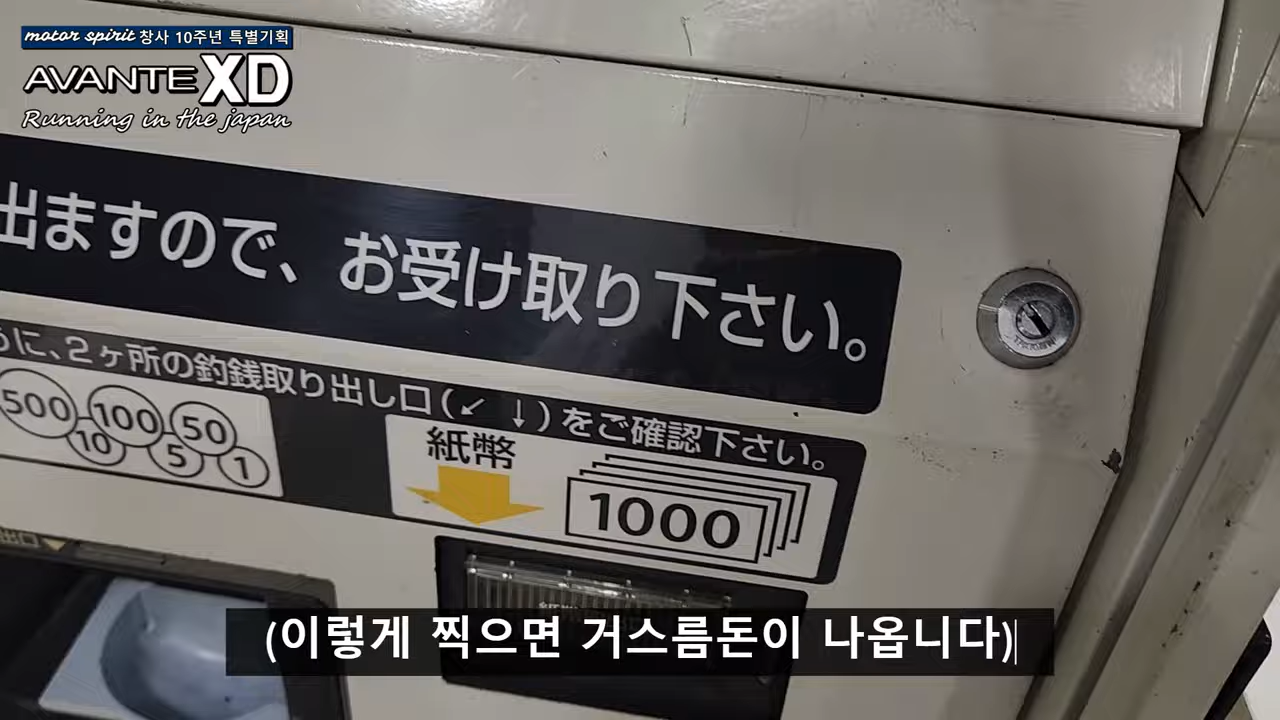 motor spirit 창사 10주년 특별기획
AVANTE XD
Running in the japan
出ますので、お受け取り下さい。
に、2ヶ所の釣銭取り出し口(↙ ↓)をご確認下さい。
500 100 50
10 5 1
紙幣
1000
出口
(이렇게 찍으면 거스름돈이 나옵니다)